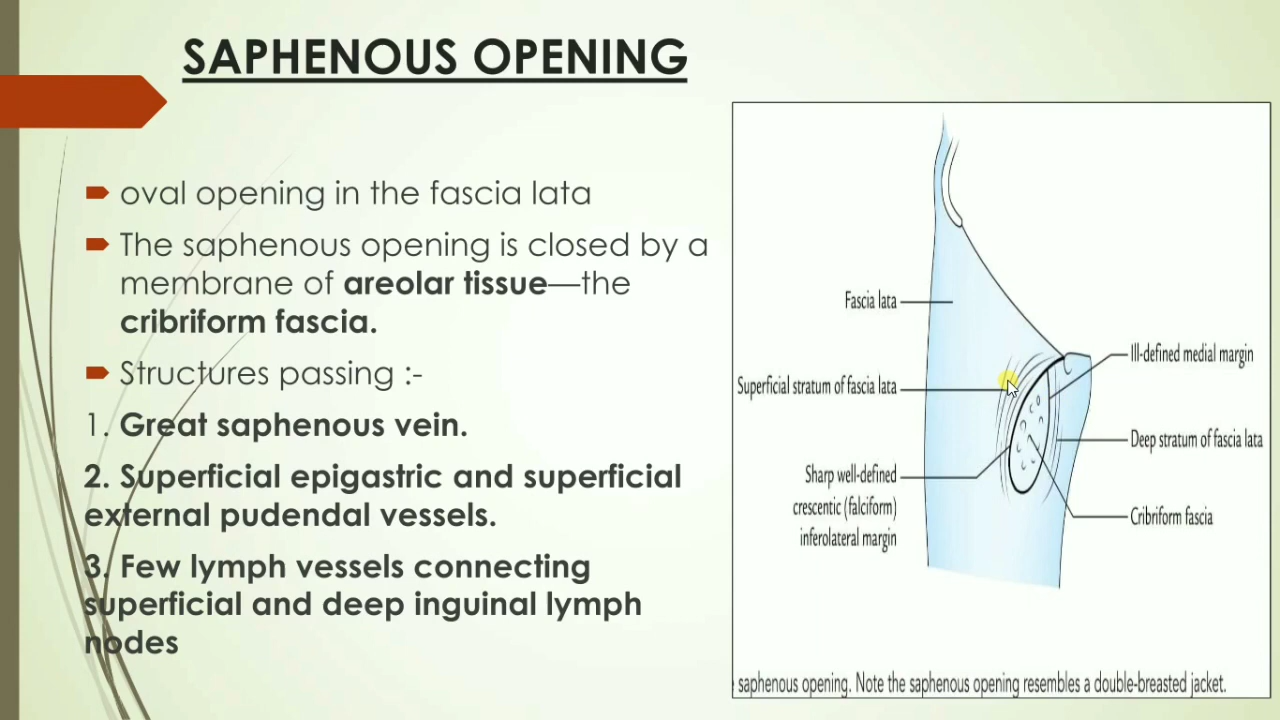 SAPHENOUS OPENING
oval opening in the fascia lata
The saphenous opening is closed by a
membrane of areolar tissue—the
cribriform fascia.
Structures passing :-
1. Great saphenous vein.
2. Superficial epigastric and superficial
external pudendal vessels.
3. Few lymph vessels connecting
superficial and deep inguinal lymph
nodes
Fascia lata
Ill-defined medial margin
Superficial stratum of fascia lata
Deep stratum of fascia lata
Sharp well-defined
crescentic (falciform)
inferolateral margin
Cribriform fascia
saphenous opening. Note the saphenous opening resembles a double-breasted jacket.